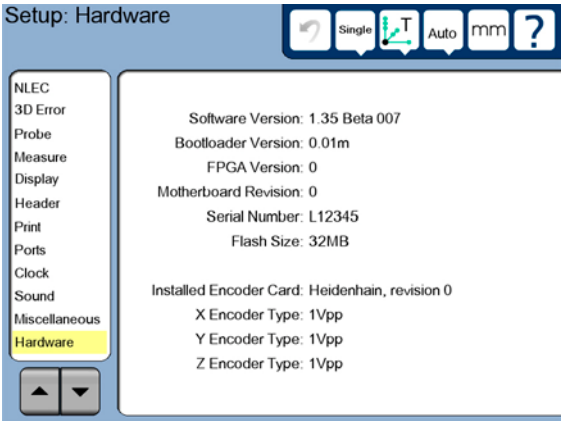 Setup: Hardware
Single
T
Auto
mm
?
NLEC
3D Error
Probe
Measure
Display
Header
Print
Ports
Clock
Sound
Miscellaneous
Hardware
Software Version: 1.35 Beta 007
Bootloader Version: 0.01m
FPGA Version: 0
Motherboard Revision: 0
Serial Number: L12345
Flash Size: 32MB
Installed Encoder Card: Heidenhain, revision 0
X Encoder Type: 1Vpp
Y Encoder Type: 1Vpp
Z Encoder Type: 1Vpp